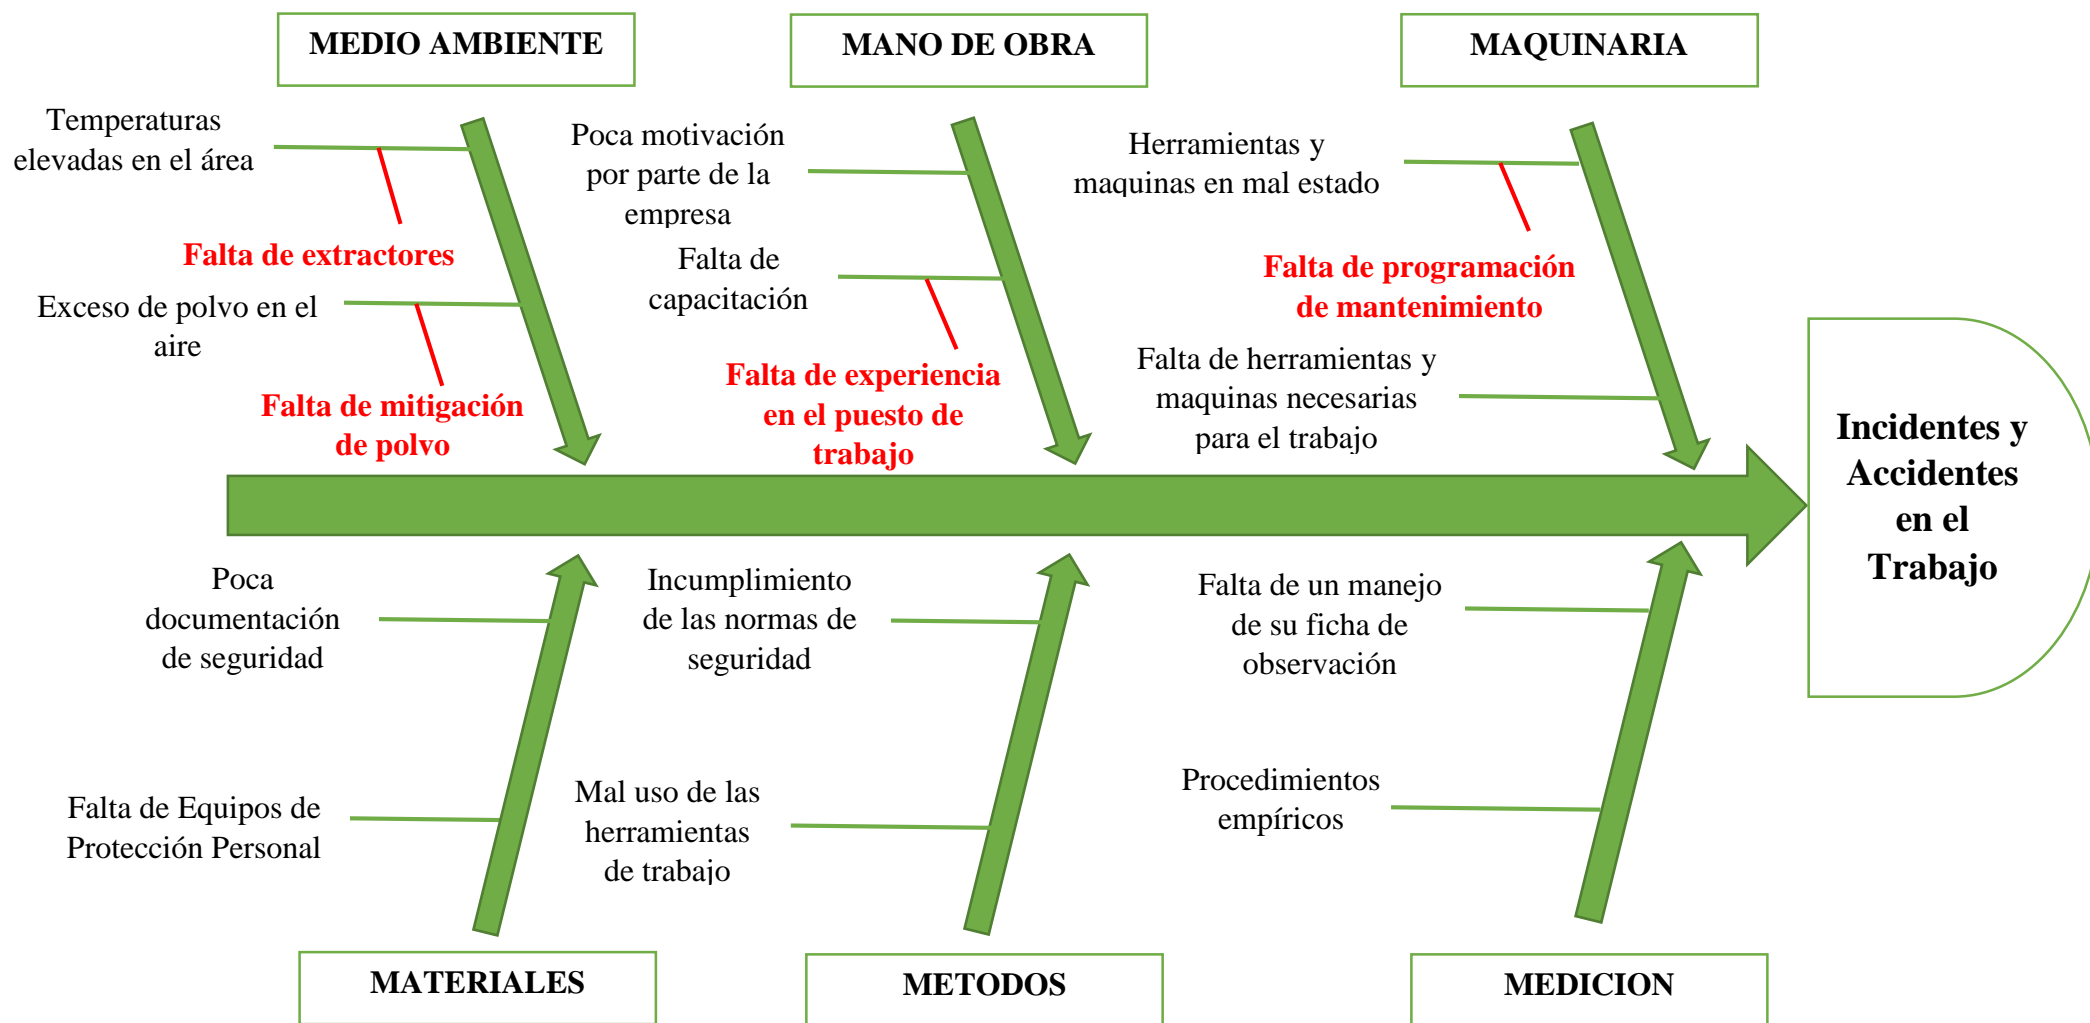 MEDIO AMBIENTE
MANO DE OBRA
MAQUINARIA
Temperaturas
elevadas en el área
Falta de extractores
Exceso de polvo en el
aire
Falta de mitigación
de polvo
Poca motivación
por parte de la
empresa
Falta de
capacitación
Falta de experiencia
en el puesto de
trabajo
Herramientas y
maquinas en mal estado
Falta de programación
de mantenimiento
Falta de herramientas y
maquinas necesarias
para el trabajo
Incidentes y
Accidentes
en el
Trabajo
Poca
documentación
de seguridad
Falta de Equipos de
Protección Personal
Incumplimiento
de las normas de
seguridad
Mal uso de las
herramientas
de trabajo
Falta de un manejo
de su ficha de
observación
Procedimientos
empíricos
MATERIALES
METODOS
MEDICION